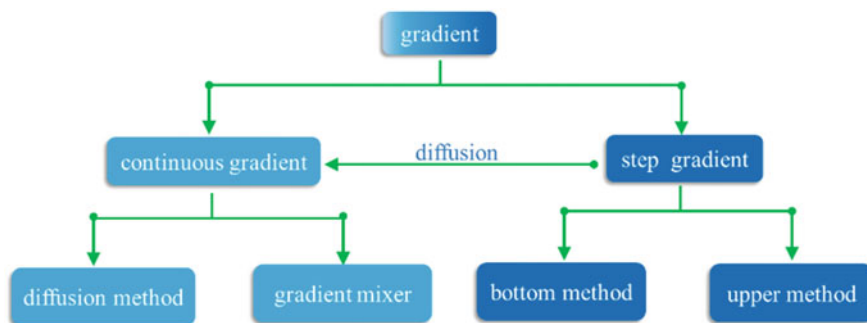 gradient
diffusion
continuous gradient
step gradient
diffusion method
gradient mixer
bottom method
upper method